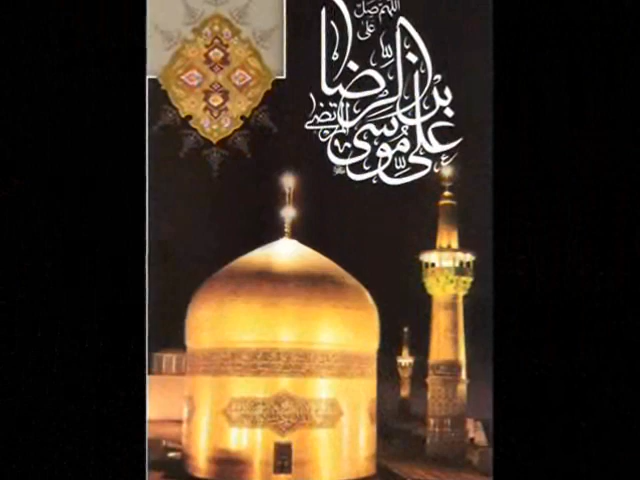 اللهم صل
علی
علی بن موسی الرضا
المرتضی